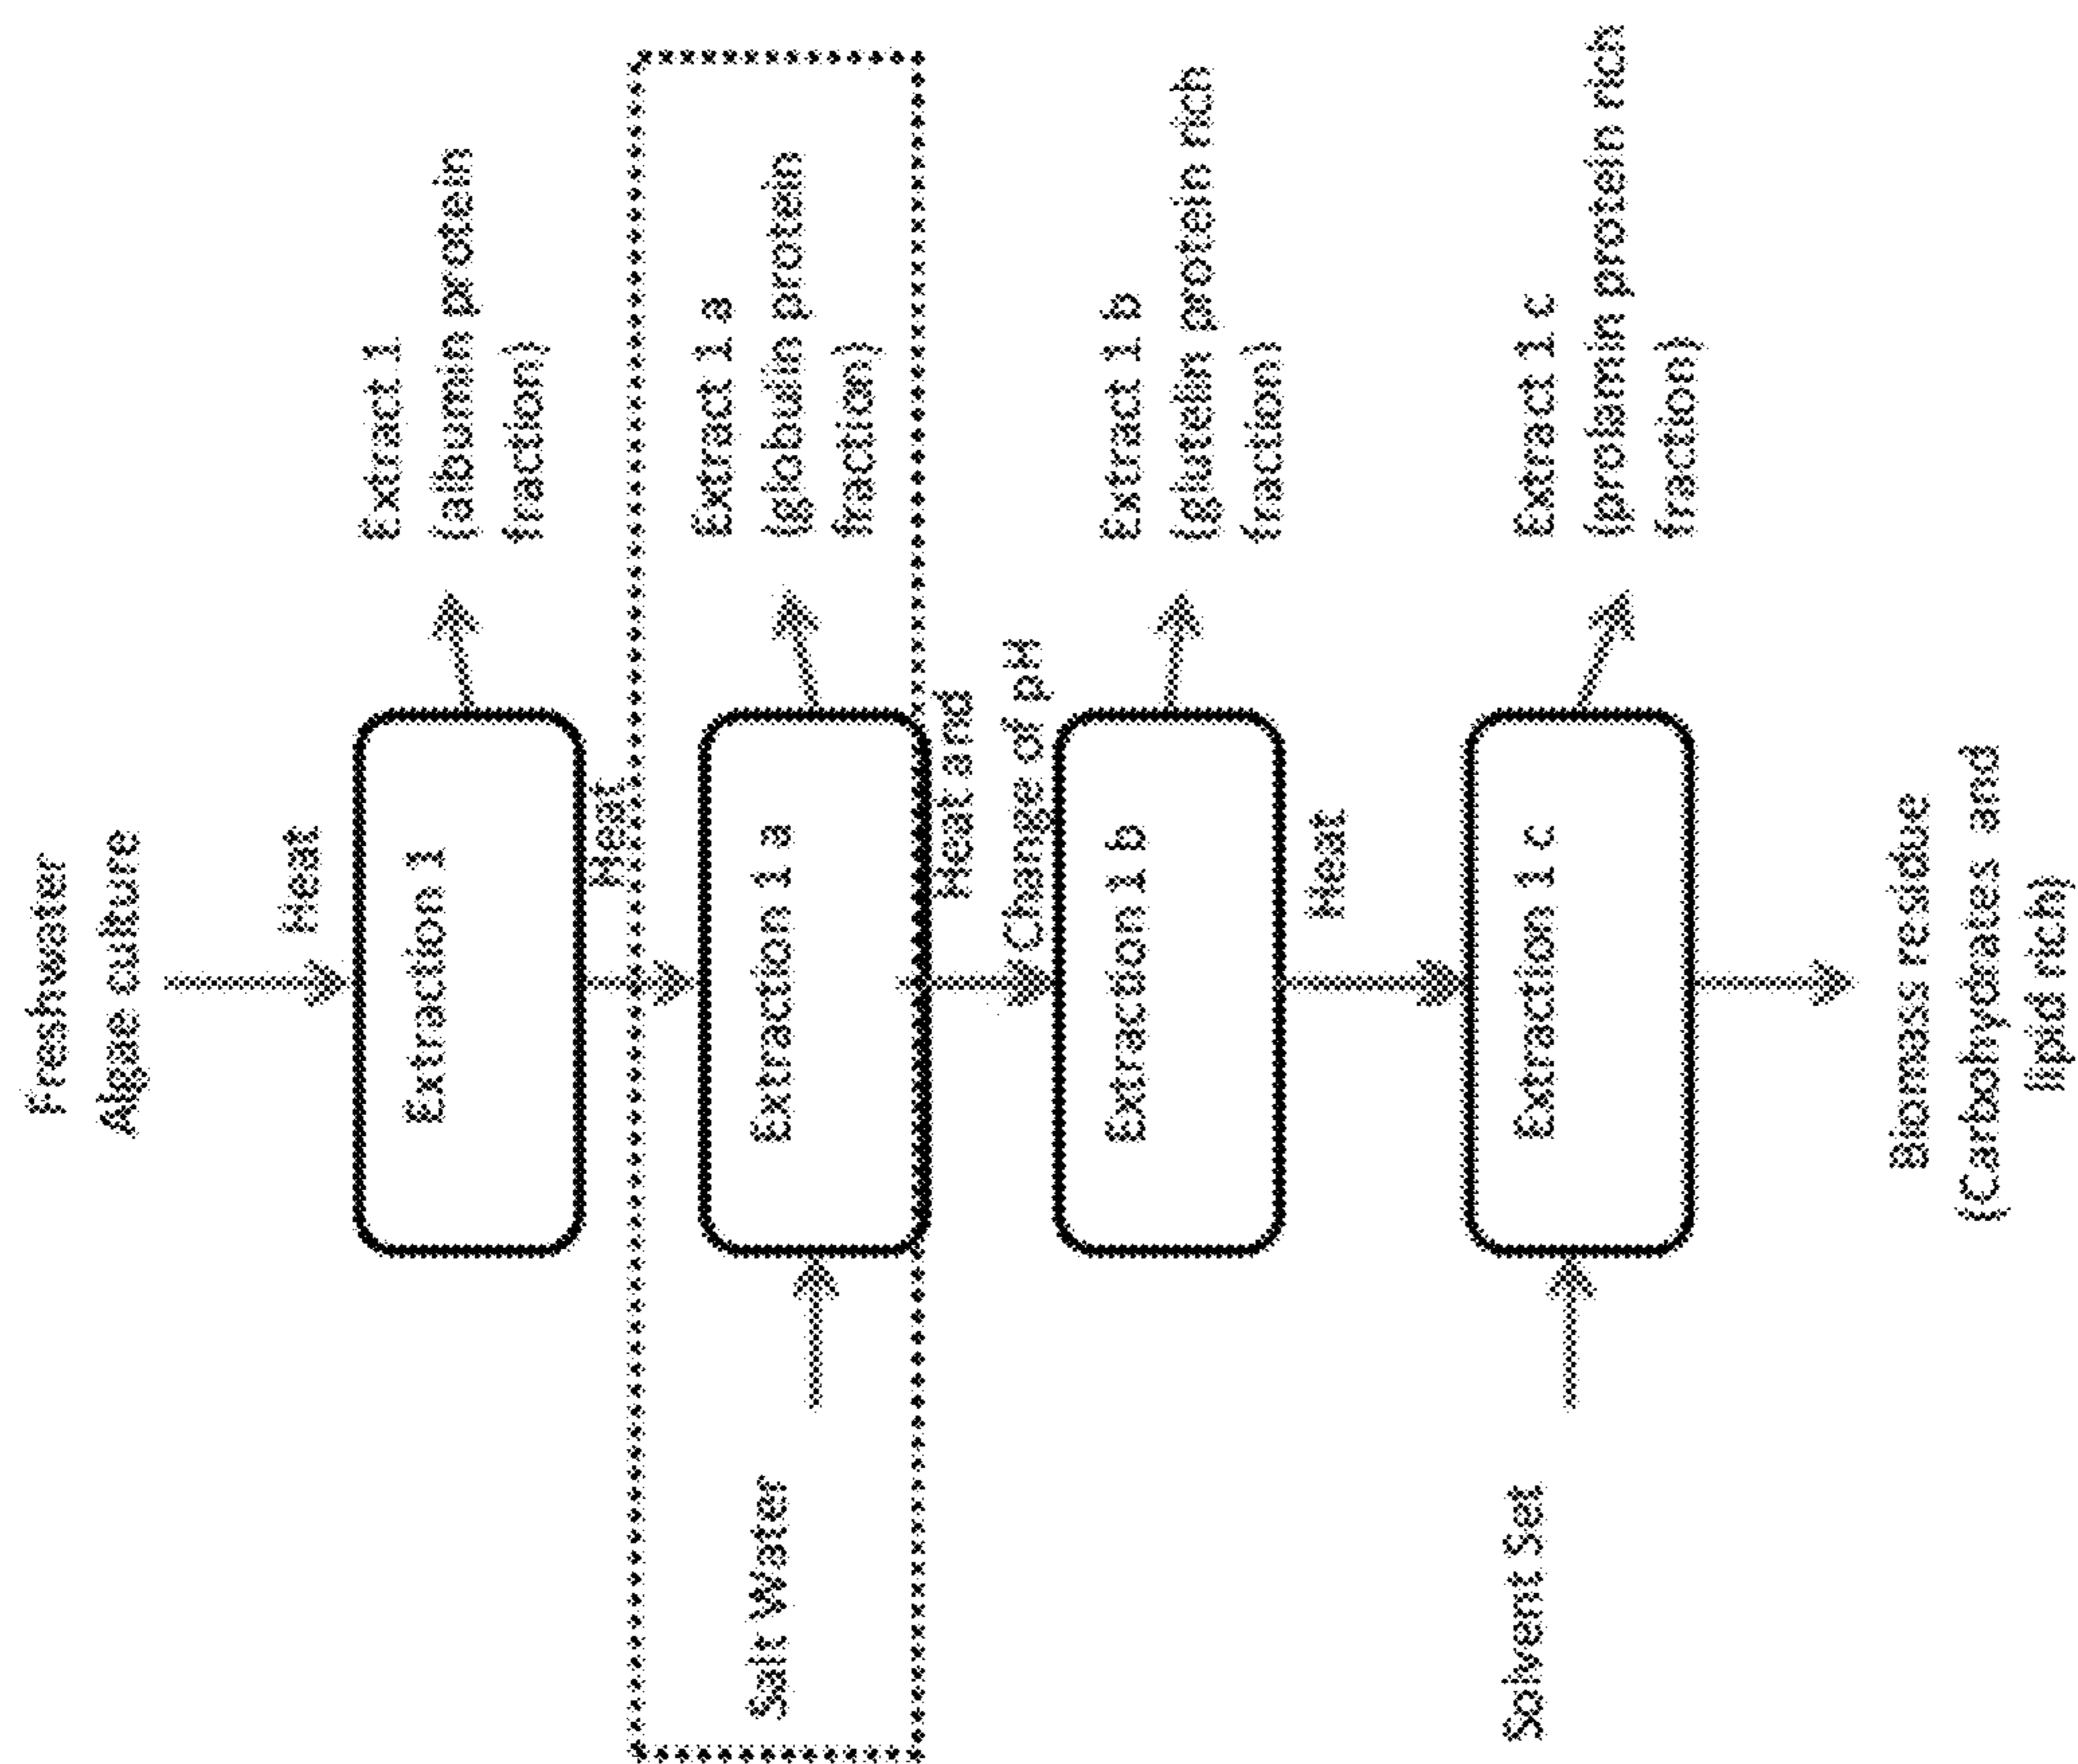 Freshwater
Algae culture
Heat
Extraction 1
Extract 1
(albumin protein
fraction)
Heat
Salt Water
Extraction 1 a
Extract 1 a
(globulin protein
fraction)
Heat and
Change of pH
Extraction 1 b
Extract 1 b
(glutelin protein rich
fraction)
Heat
Solvent Set
Extraction 1 c
Extract 1 c
(prolamin protein rich
fraction)
Biomass residue
(Carbohydrates and
lipid rich)